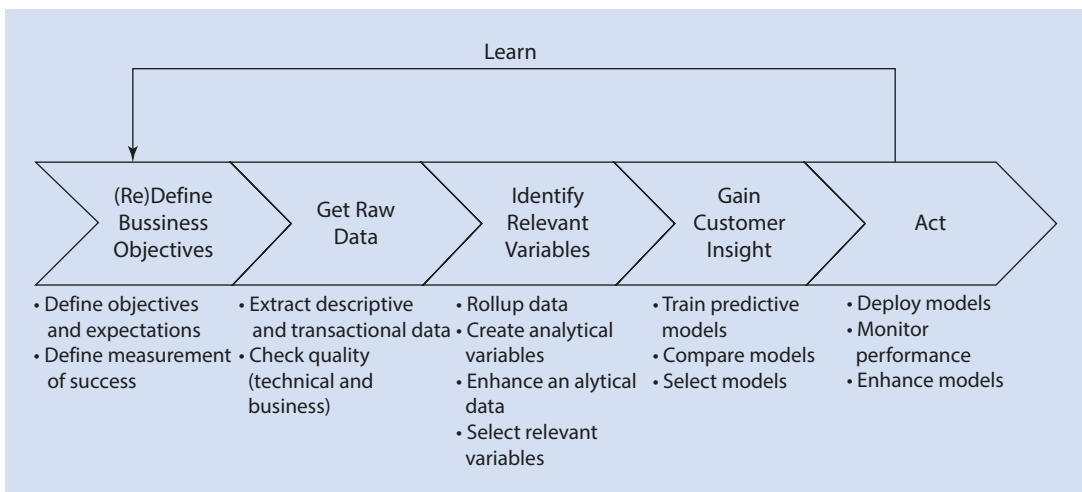 Learn
(Re)Define
Bussiness
Objectives
Get Raw
Data
Identify
Relevant
Variables
Gain
Customer
Insight
Act
• Define objectives
and expectations
• Define measurement
of success
• Extract descriptive
and transactional data
• Check quality
(technical and
business)
• Rollup data
• Create analytical
variables
• Enhance an alytical
data
• Select relevant
variables
• Train predictive
models
• Compare models
• Select models
• Deploy models
• Monitor
performance
• Enhance models